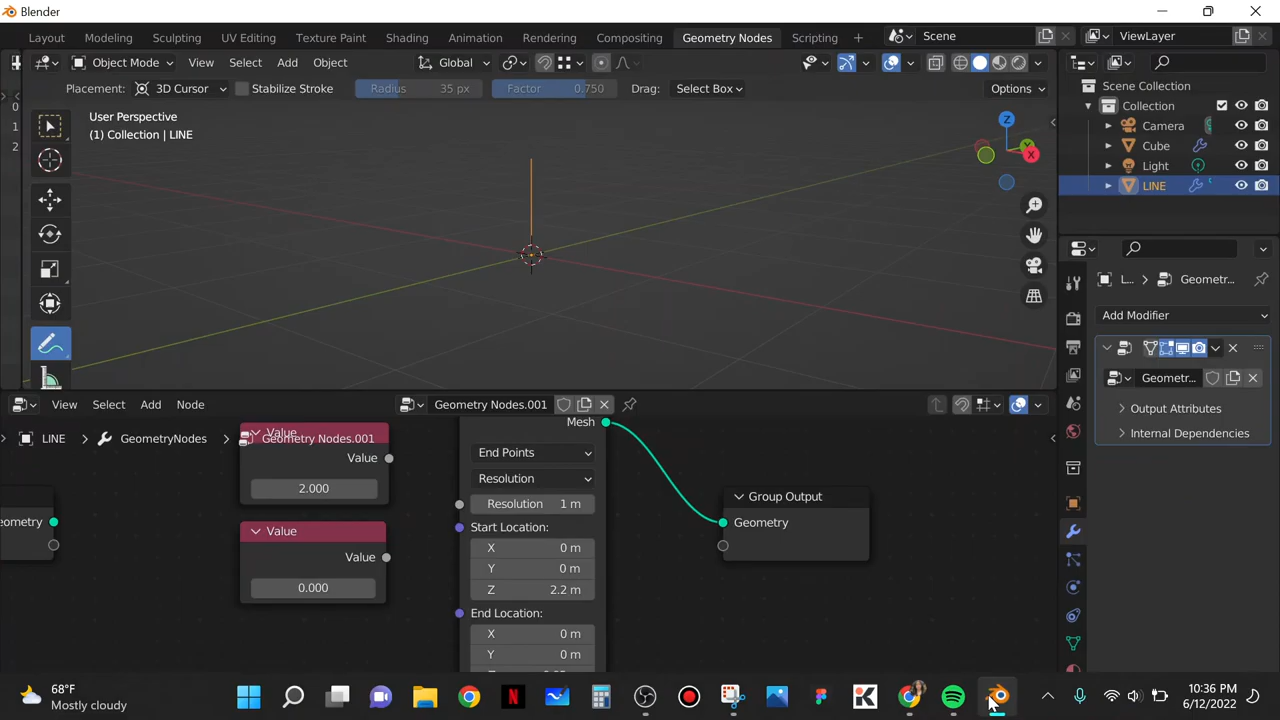 Blender
Layout Modeling Sculpting UV Editing Texture Paint Shading Animation Rendering Compositing Geometry Nodes Scripting Scene ViewLayer
Object Mode View Select Add Object Global Options
Placement: 3D Cursor Stabilize Stroke Radius 35 px Factor 0.750 Drag: Select Box
User Perspective
(1) Collection | LINE
0
1
2
Z
X
Scene Collection
Collection
Camera
Cube
Light
LINE
L... Geometr...
Add Modifier
Geometr...
Output Attributes
Internal Dependencies
View Select Add Node Geometry Nodes.001
LINE GeometryNodes Geometry Nodes.001
Value
Value
2.000
Value
Value
0.000
eometry
Mesh
End Points
Resolution
Resolution 1 m
Start Location:
X 0 m
Y 0 m
Z 2.2 m
End Location:
X 0 m
Y 0 m
Group Output
Geometry
68°F
Mostly cloudy
10:36 PM
6/12/2022